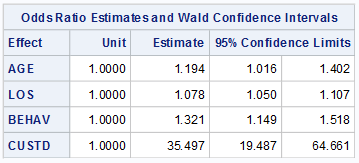 Odds Ratio Estimates and Wald Confidence Intervals
Effect Unit Estimate 95% Confidence Limits
AGE 1.0000 1.194 1.016 1.402
LOS 1.0000 1.078 1.050 1.107
BEHAV 1.0000 1.321 1.149 1.518
CUSTD 1.0000 35.497 19.487 64.661